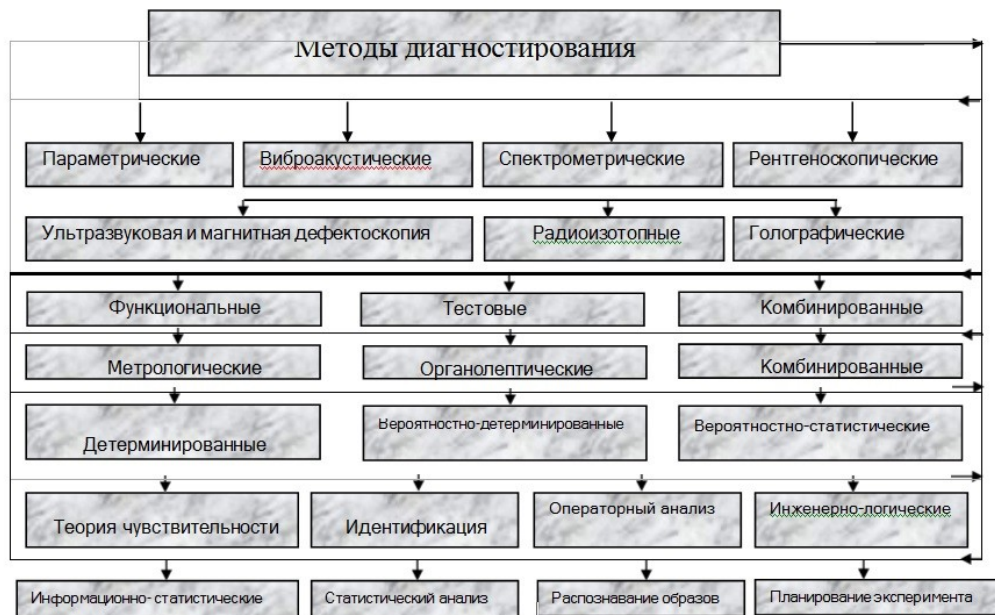 Методы диагностирования
Параметрические
Виброакустические
Спектрометрические
Рентгеноскопические
Ультразвуковая и магнитная дефектоскопия
Радиоизотопные
Голографические
Функциональные
Тестовые
Комбинированные
Метрологические
Органолептические
Комбинированные
Детерминированные
Вероятностно-детерминированные
Вероятностно-статистические
Теория чувствительности
Идентификация
Операторный анализ
Инженерно-логические
Информационно-статистические
Статистический анализ
Распознавание образов
Планирование эксперимента